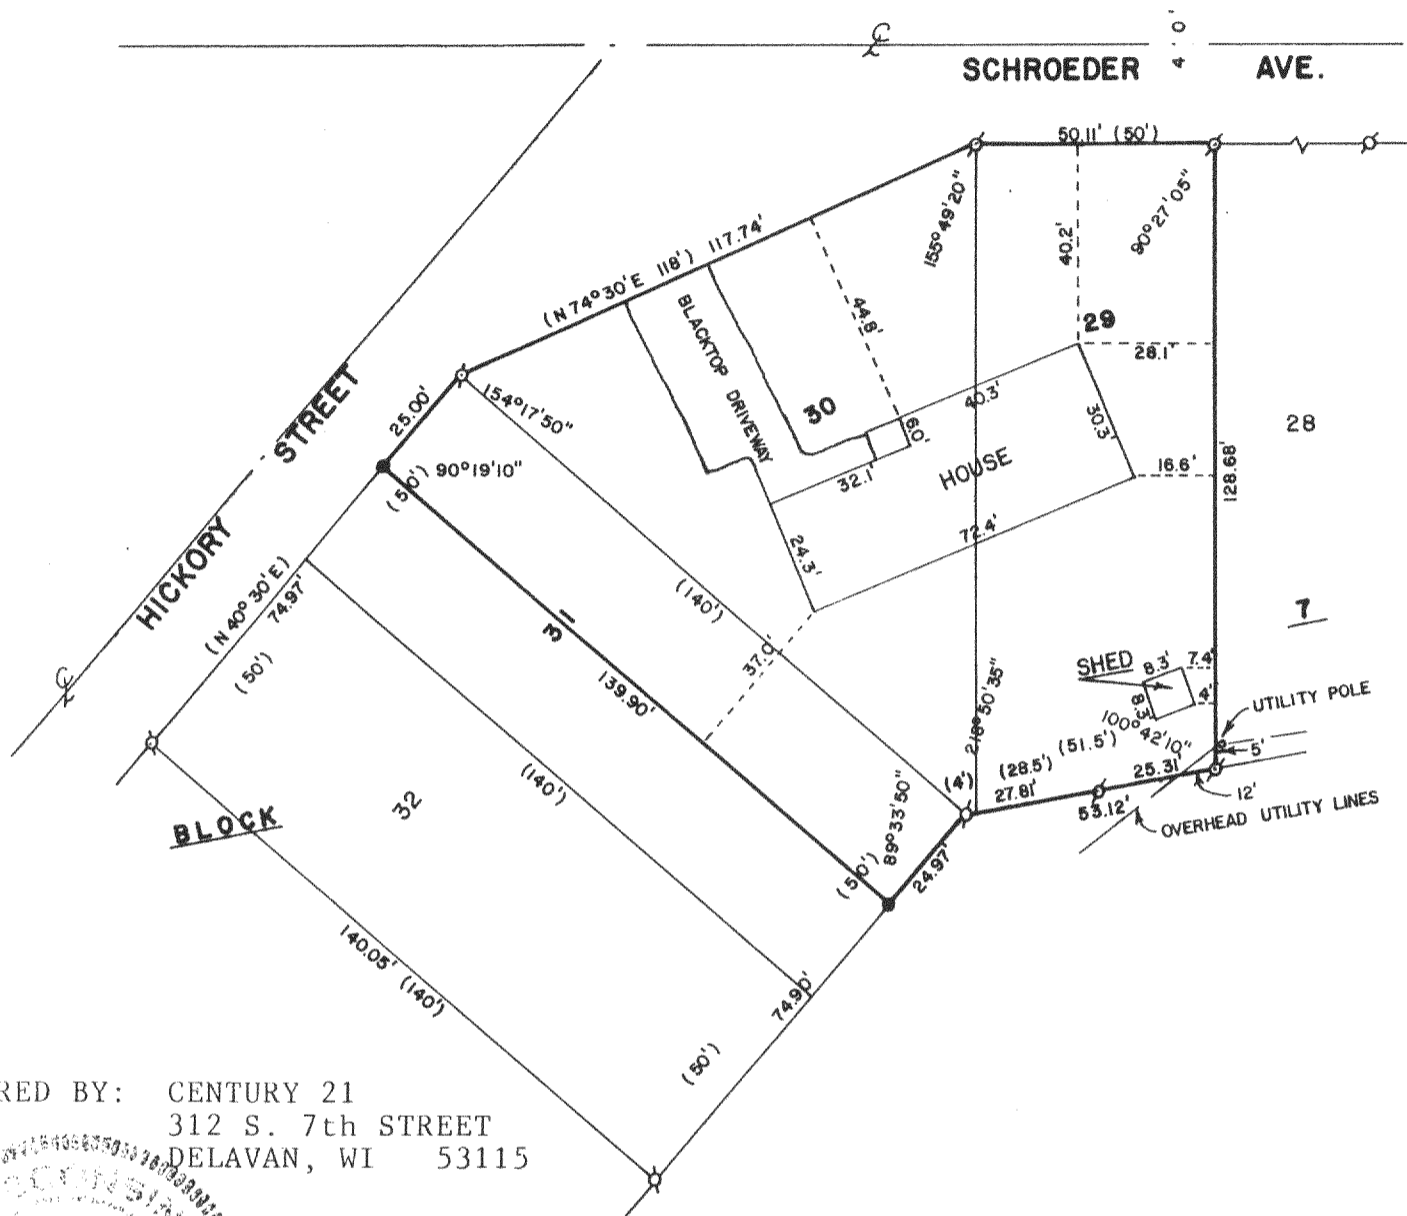 ℄
4 0'
SCHROEDER AVE.
50.11' (50')
155° 49' 20"
40.2'
90° 27' 05"
(N 74° 30' E 118') 117.74'
44.8'
BLACKTOP DRIVEWAY
29
28.1'
30
40.3'
6.0'
30.3'
28
HICKORY STREET
25.00'
154° 17' 50"
(50')
90° 19' 10"
32.1'
HOUSE
16.6'
128.68'
72.4'
24.3'
(N 40° 30' E)
74.97'
(140')
31
7
(50')
37.0'
139.90'
SHED
8.3'
7.4'
8.3'
4'
℄
218° 50' 35"
100° 42' 10"
UTILITY POLE
5'
(28.5') (51.5')
(4')
27.81'
25.31'
12'
53.12'
OVERHEAD UTILITY LINES
(140')
32
BLOCK
89° 33' 50"
(50')
24.97'
140.05' (140')
74.90'
(50')
RED BY: CENTURY 21
312 S. 7th STREET
DELAVAN, WI 53115